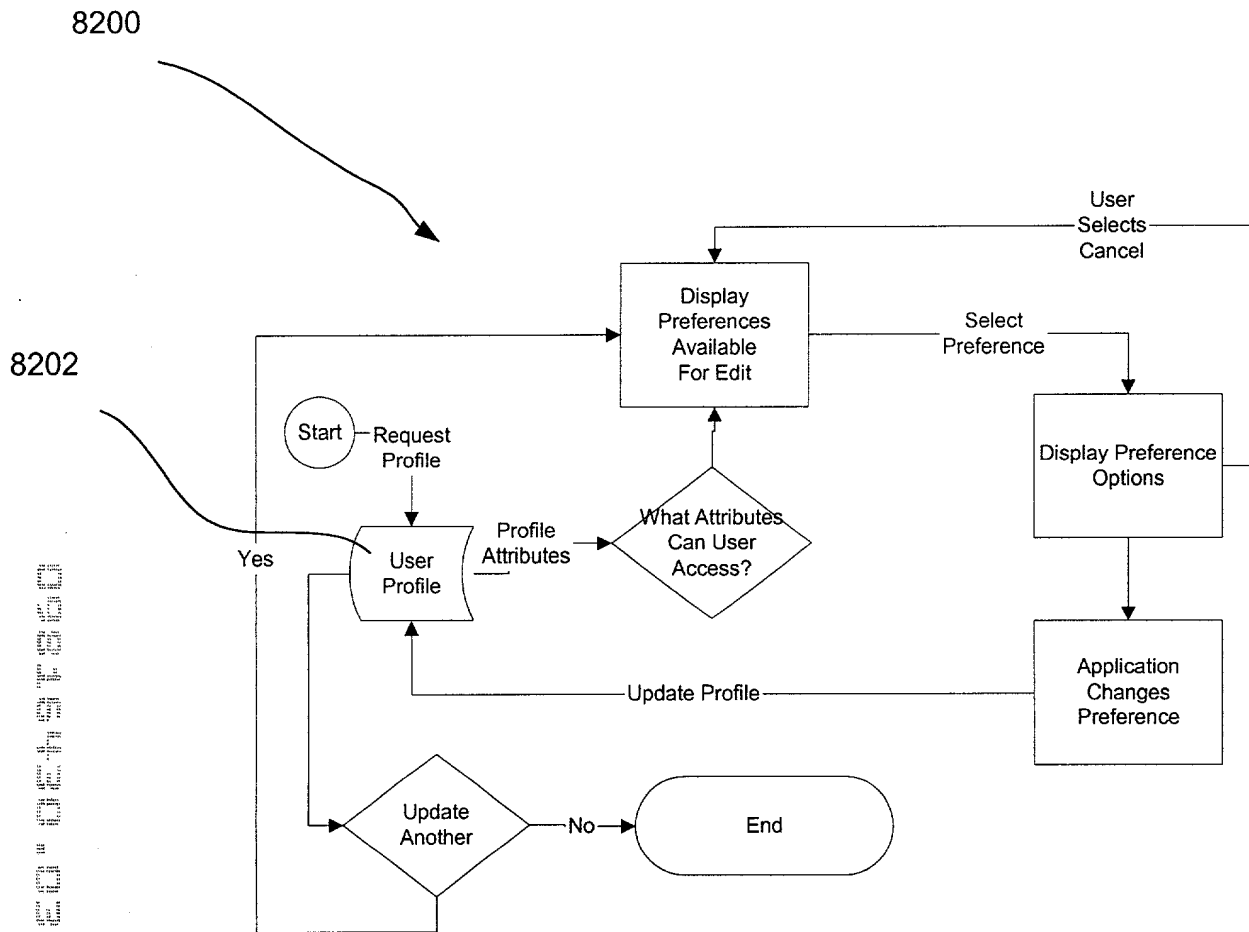 8200
User
Selects
Cancel
Display
Preferences
Available
For Edit
Select
Preference
8202
Start
Request
Profile
Display Preference
Options
What Attributes
Can User
Access?
Profile
Attributes
User
Profile
Yes
Application
Changes
Preference
Update Profile
Update
Another
No
End